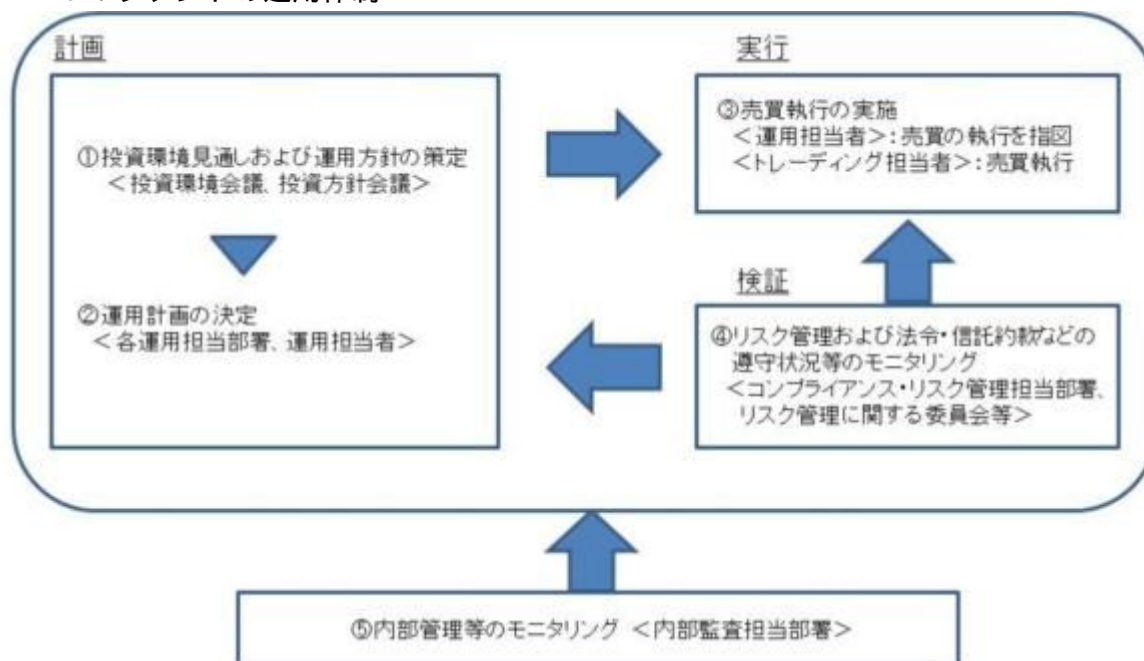 計画
①投資環境見通しおよび運用方針の策定
＜投資環境会議、投資方針会議＞
②運用計画の決定
＜各運用担当部署、運用担当者＞
実行
③売買執行の実施
＜運用担当者＞：売買の執行を指図
＜トレーディング担当者＞：売買執行
検証
④リスク管理および法令・信託約款などの
遵守状況等のモニタリング
＜コンプライアンス・リスク管理担当部署、
リスク管理に関する委員会等＞
⑤内部管理等のモニタリング ＜内部監査担当部署＞